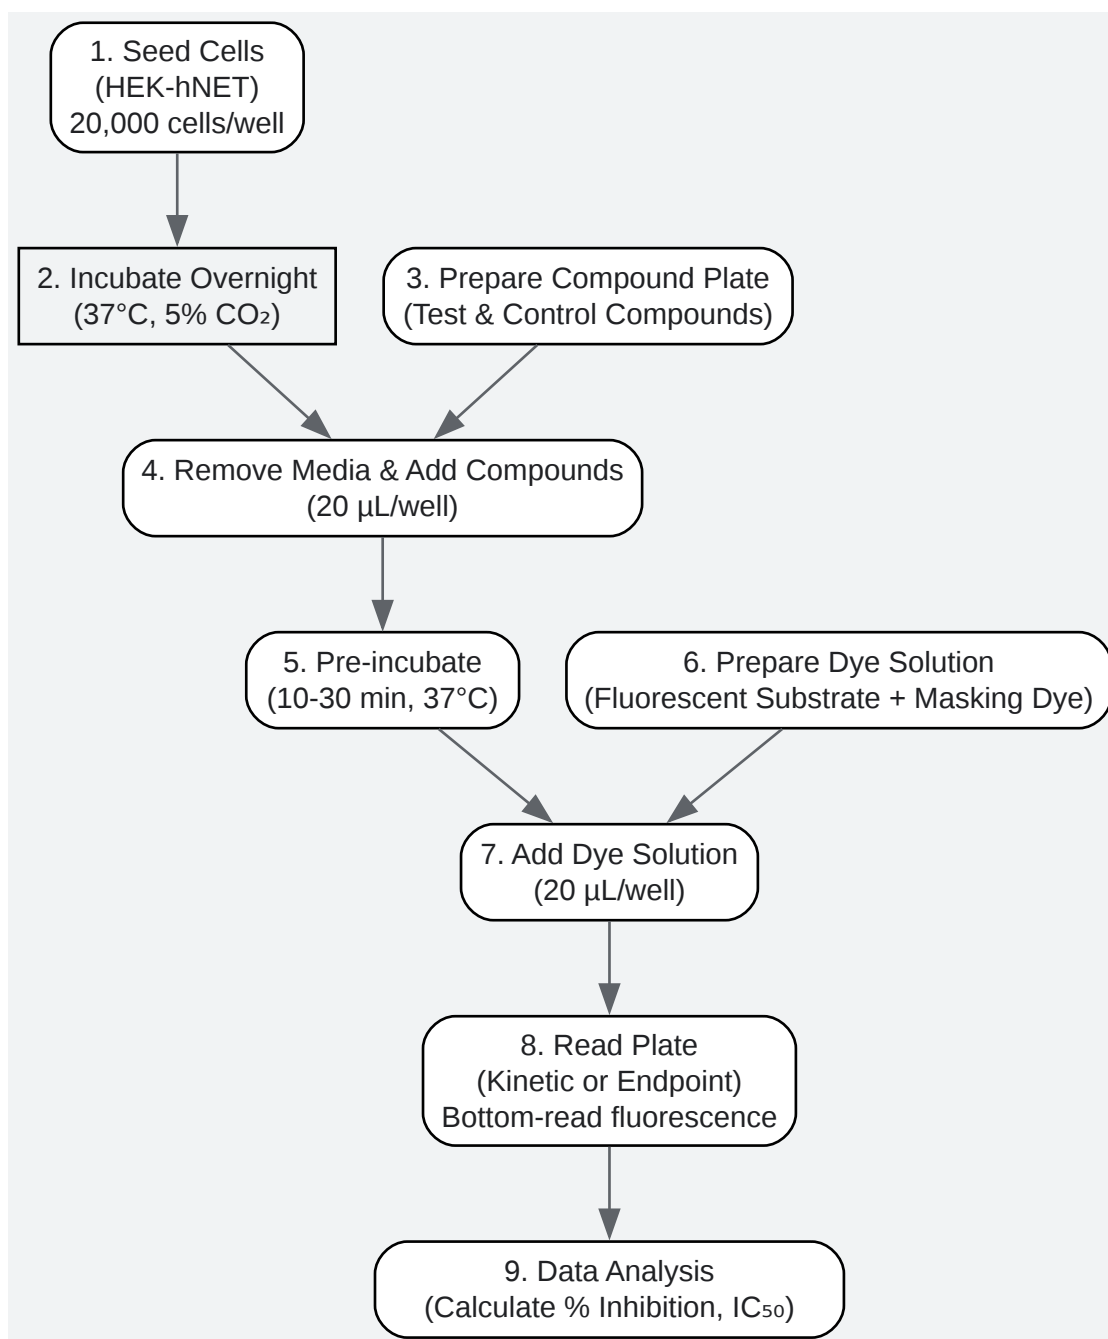 1. Seed Cells
(HEK-hNET)
20,000 cells/well
2. Incubate Overnight
(37°C, 5% CO₂)
3. Prepare Compound Plate
(Test & Control Compounds)
4. Remove Media & Add Compounds
(20 µL/well)
5. Pre-incubate
(10-30 min, 37°C)
6. Prepare Dye Solution
(Fluorescent Substrate + Masking Dye)
7. Add Dye Solution
(20 µL/well)
8. Read Plate
(Kinetic or Endpoint)
Bottom-read fluorescence
9. Data Analysis
(Calculate % Inhibition, IC₅₀)